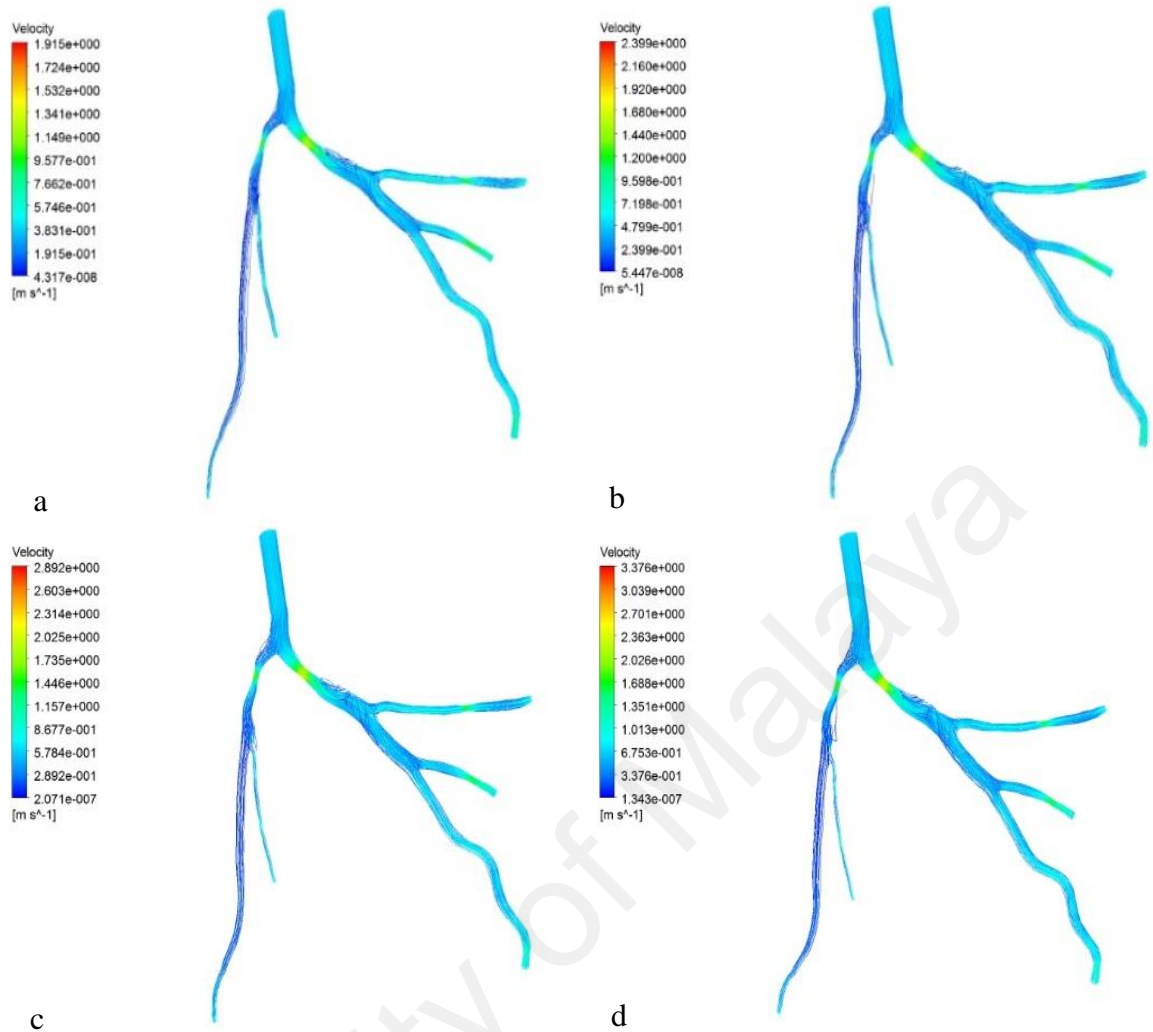 Velocity
1.915e+000
1.724e+000
1.532e+000
1.341e+000
1.149e+000
9.577e-001
7.662e-001
5.746e-001
3.831e-001
1.915e-001
4.317e-008
[m s^-1]
a
Velocity
2.399e+000
2.160e+000
1.920e+000
1.680e+000
1.440e+000
1.200e+000
9.598e-001
7.198e-001
4.799e-001
2.399e-001
5.447e-008
[m s^-1]
b
Velocity
2.892e+000
2.603e+000
2.314e+000
2.025e+000
1.735e+000
1.446e+000
1.157e+000
8.677e-001
5.784e-001
2.892e-001
2.071e-007
[m s^-1]
c
Velocity
3.376e+000
3.039e+000
2.701e+000
2.363e+000
2.026e+000
1.688e+000
1.351e+000
1.013e+000
6.753e-001
3.376e-001
1.343e-007
[m s^-1]
d
ity of Malaya